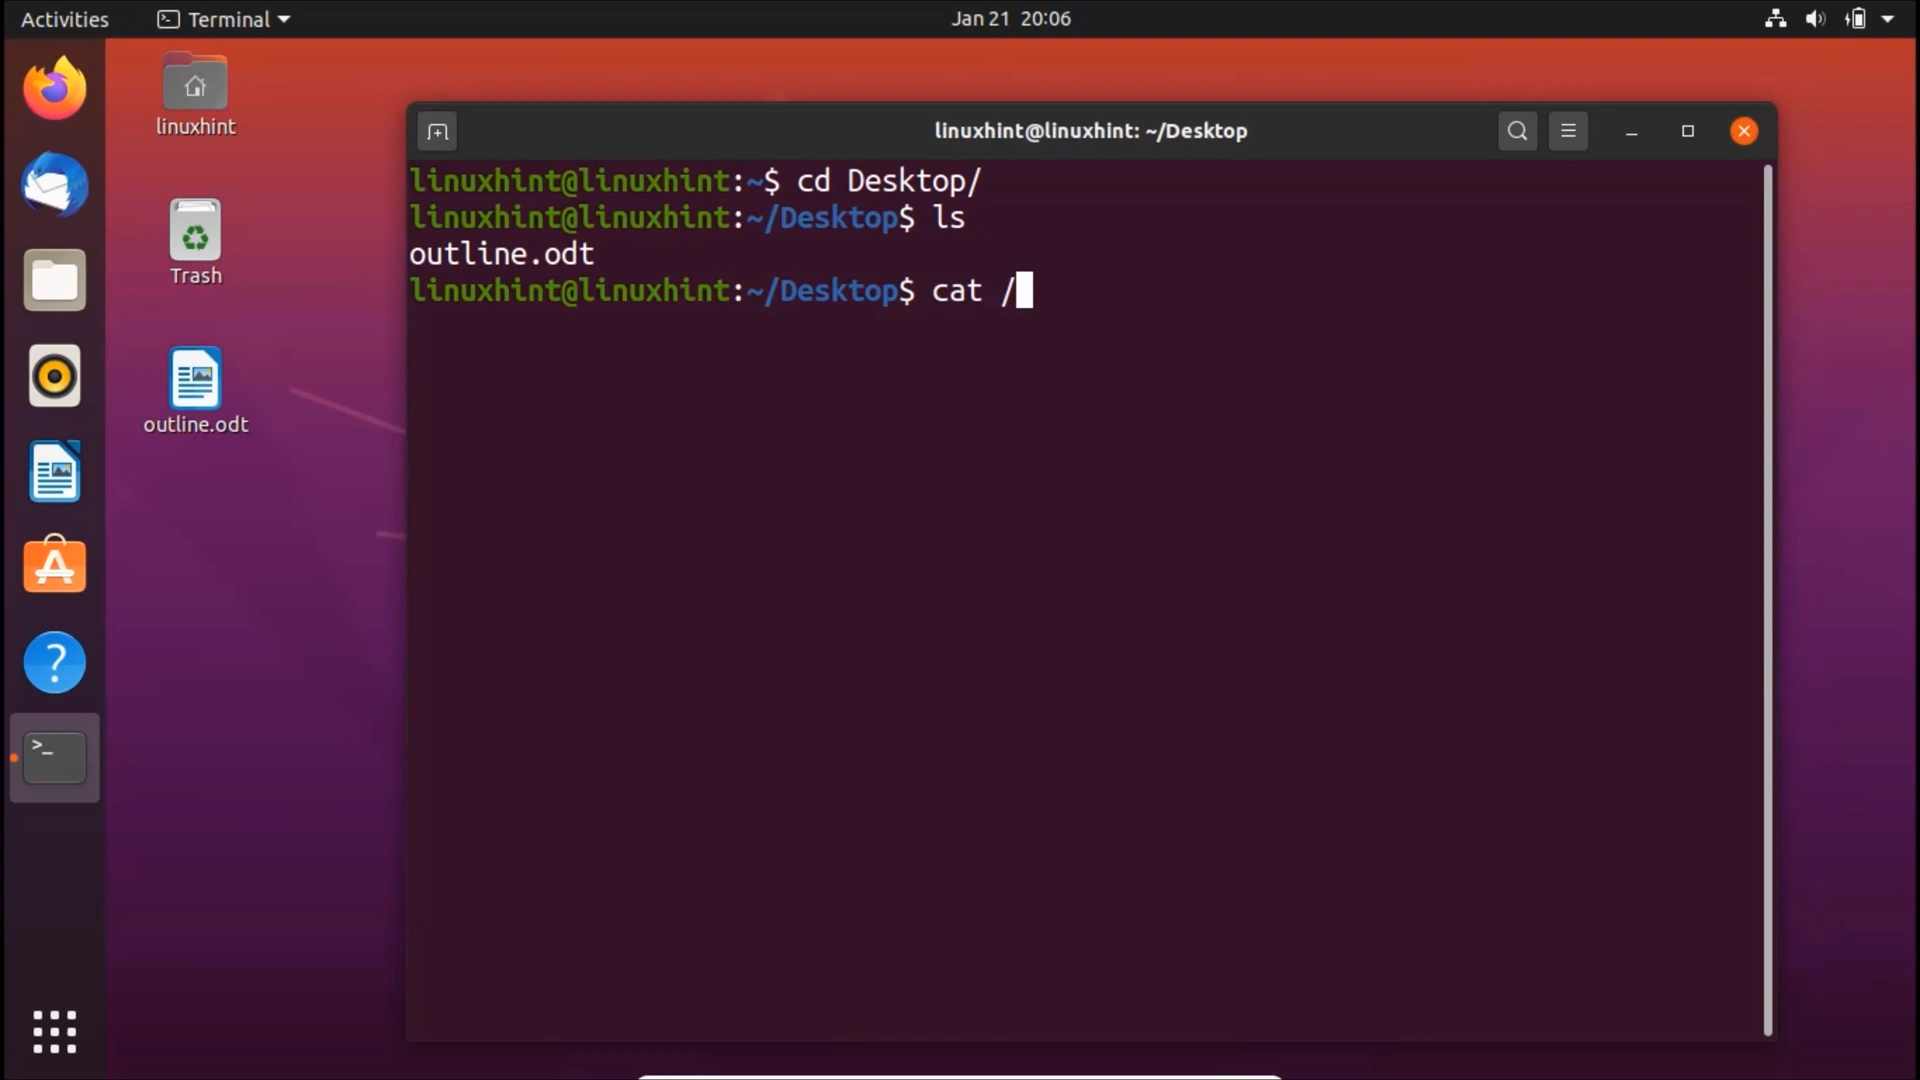 Activities Terminal Jan 21 20:06
linuxhint
Trash
outline.odt
linuxhint@linuxhint: ~/Desktop
linuxhint@linuxhint:~$ cd Desktop/
linuxhint@linuxhint:~/Desktop$ ls
outline.odt
linuxhint@linuxhint:~/Desktop$ cat /